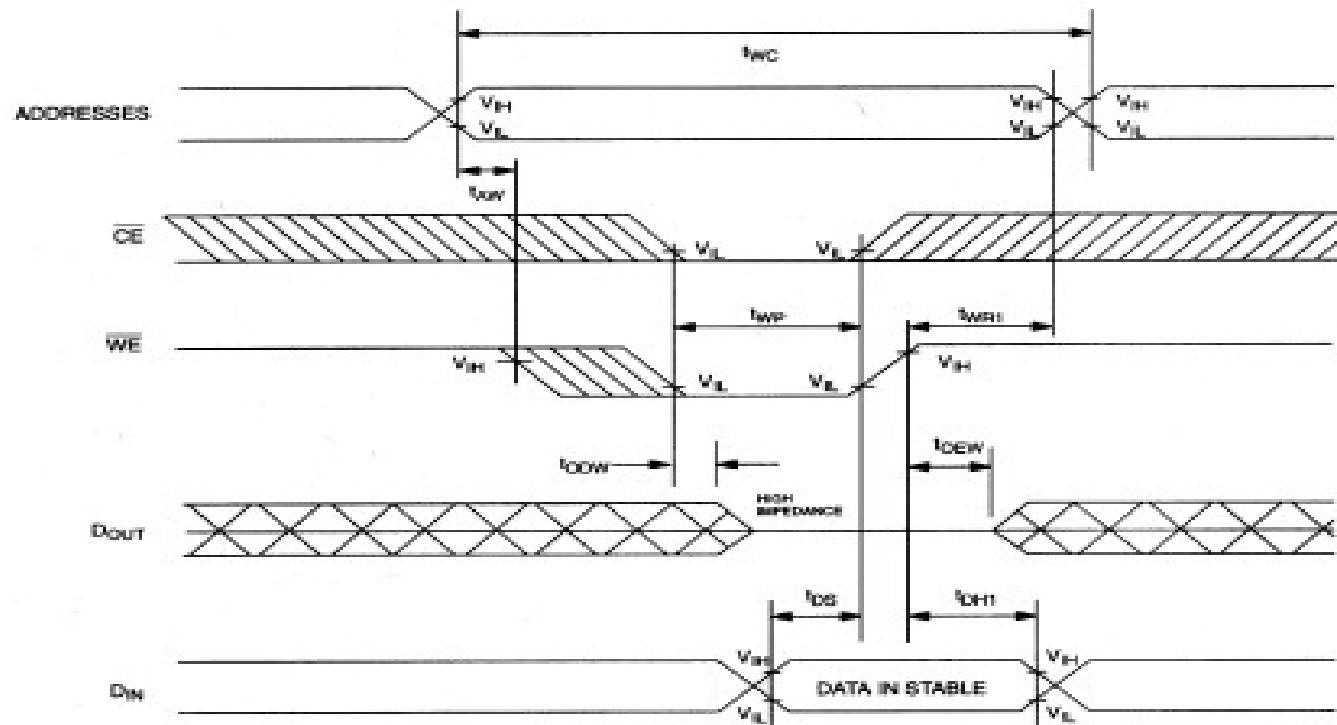 tWC
ADDRESSES
VIH VIH VIH
VIL VIL VIL
tAW
CE
VIL VIL
tWP tWR1
WE
VIH VIH
VIL VIL
tODW tOEW
HIGH
IMPEDANCE
DOUT
tDS tDH1
VIH VIH
DIN DATA IN STABLE
VIL VIL